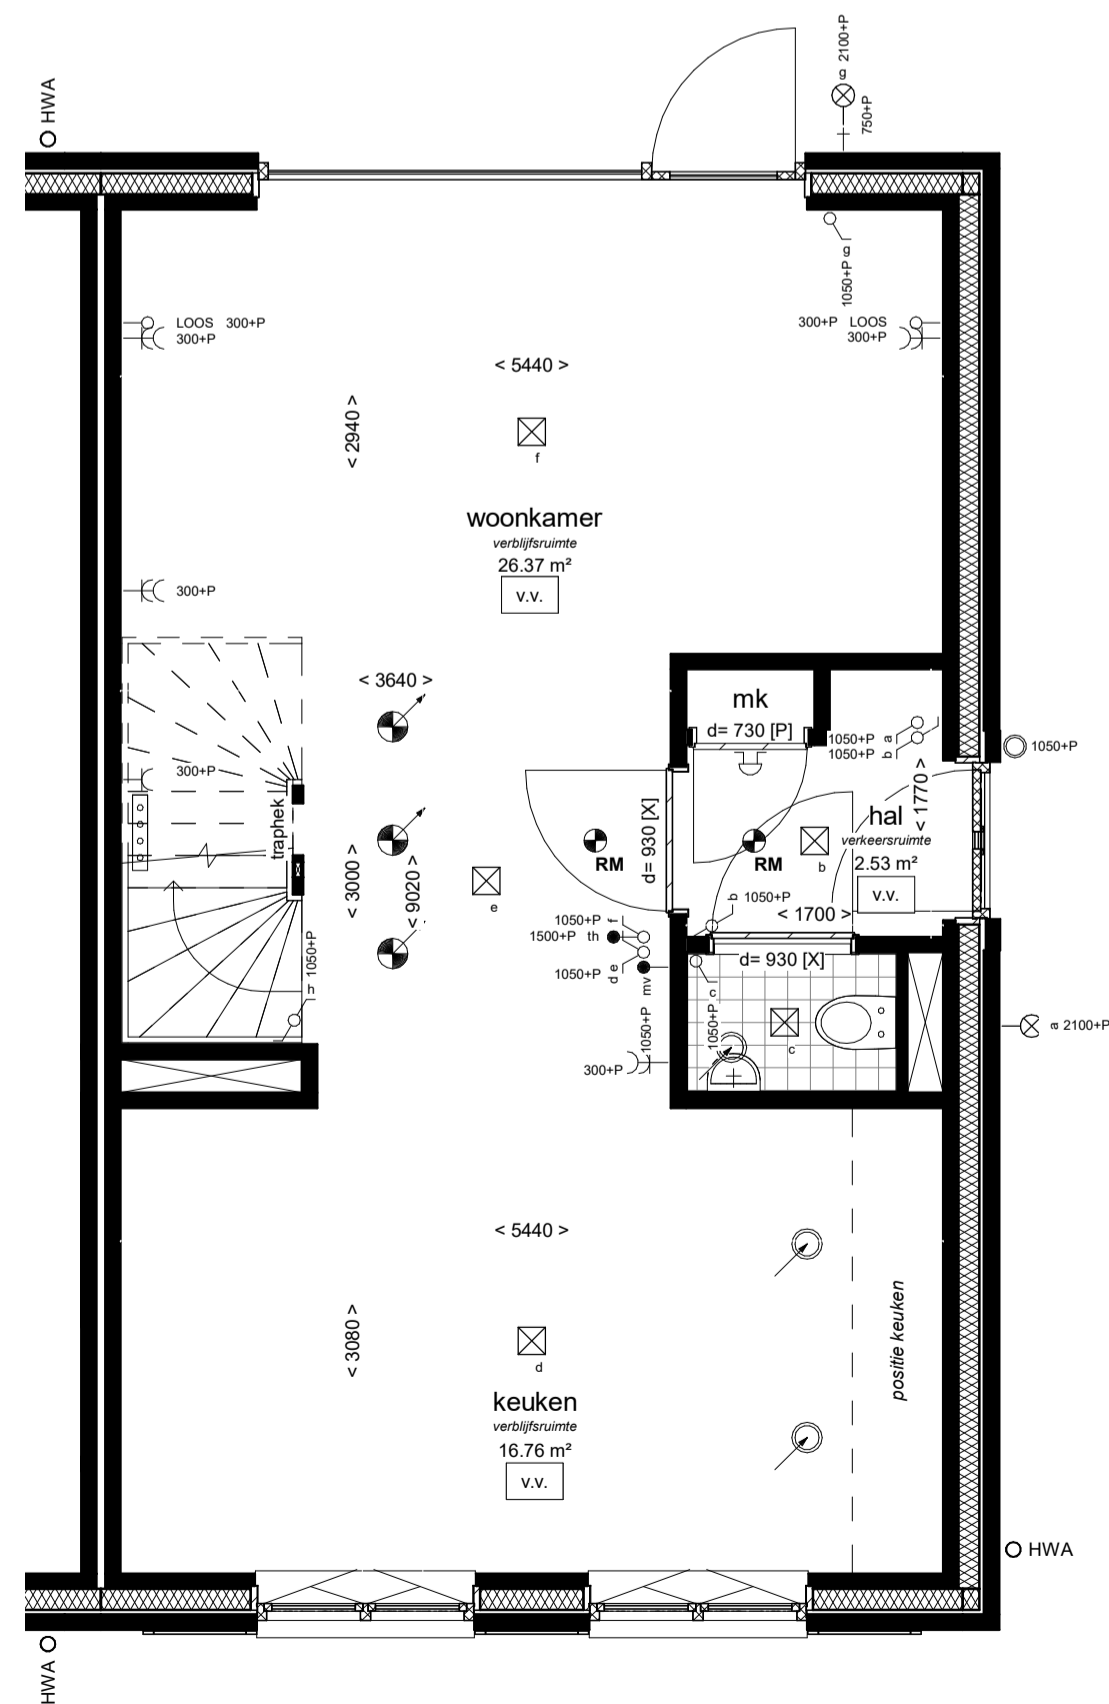 HWA
g 2100+P
750+P
1050+P g
LOOS 300+P
300+P
300+P LOOS
300+P
< 5440 >
< 2940 >
f
woonkamer
verblijfsruimte
26.37 m²
v.v.
300+P
< 3640 >
mk
d= 730 [P]
1050+P a
1050+P b
1050+P
300+P
traphek
< 1770 >
hal
verkeersruimte
2.53 m²
v.v.
b
RM
RM
d= 930 [X]
< 3000 >
< 9020 >
e
b 1050+P
< 1700 >
1050+P f
1500+P th
1050+P d e
mv
1050+P
d= 930 [X]
c
1050+P
c
h 1050+P
a 2100+P
300+P
< 5440 >
< 3080 >
d
positie keuken
keuken
verblijfsruimte
16.76 m²
v.v.
HWA
HWA